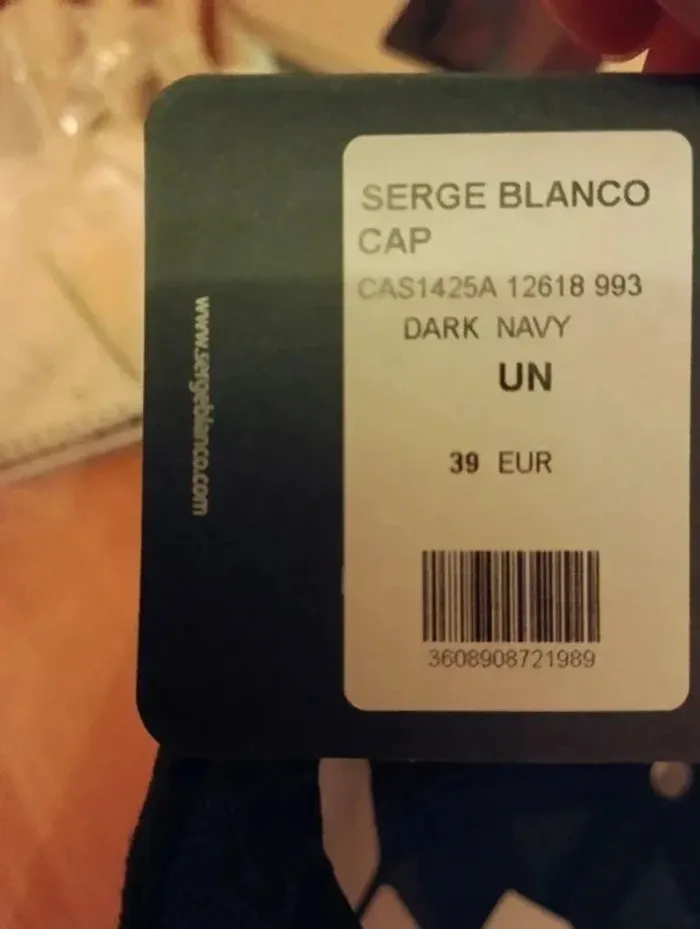 SERGE BLANCO
CAP
CAS1425A 12618 993
DARK NAVY
UN
39 EUR
3608908721989
www.sergeblanco.com